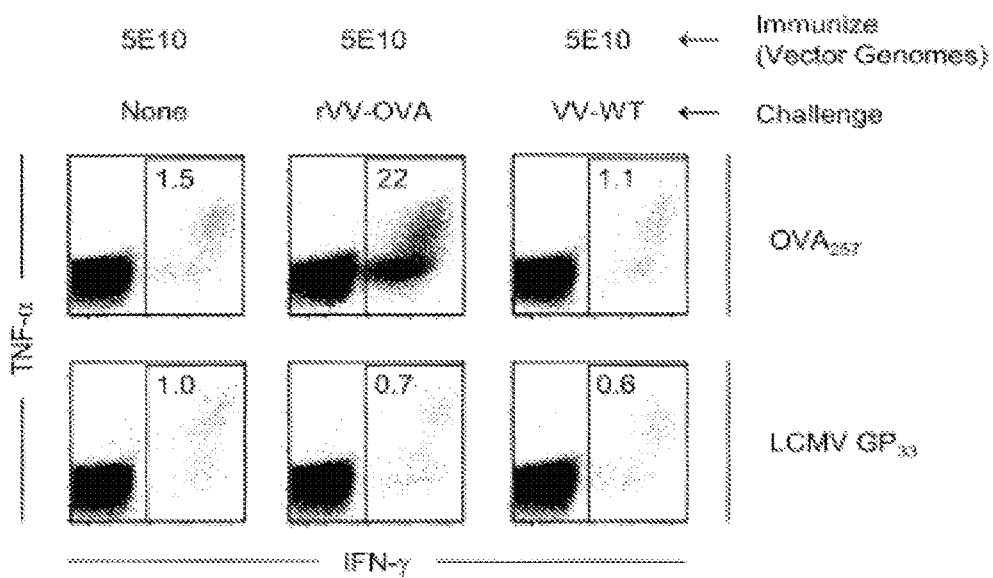 5E10 5E10 5E10 ← Immunize
(Vector Genomes)
None rVV-OVA VV-WT ← Challenge
1.5 22 1.1
OVA₂₅₇
TNF-α
1.0 0.7 0.6
LCMV GP₃₃
IFN-γ